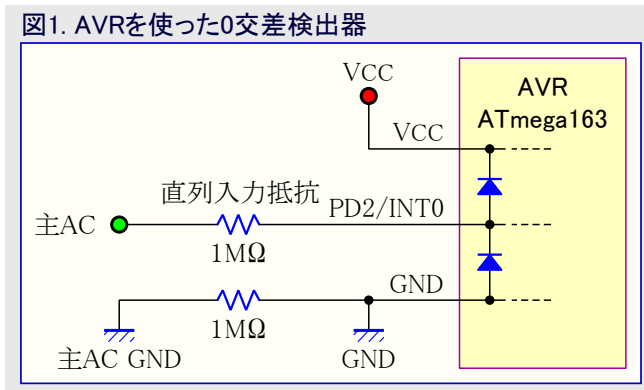 図1. AVRを使った0交差検出器
VCC
AVR
ATmega163
VCC
直列入力抵抗
主AC
PD2/INT0
1MΩ
GND
1MΩ
主AC GND
GND